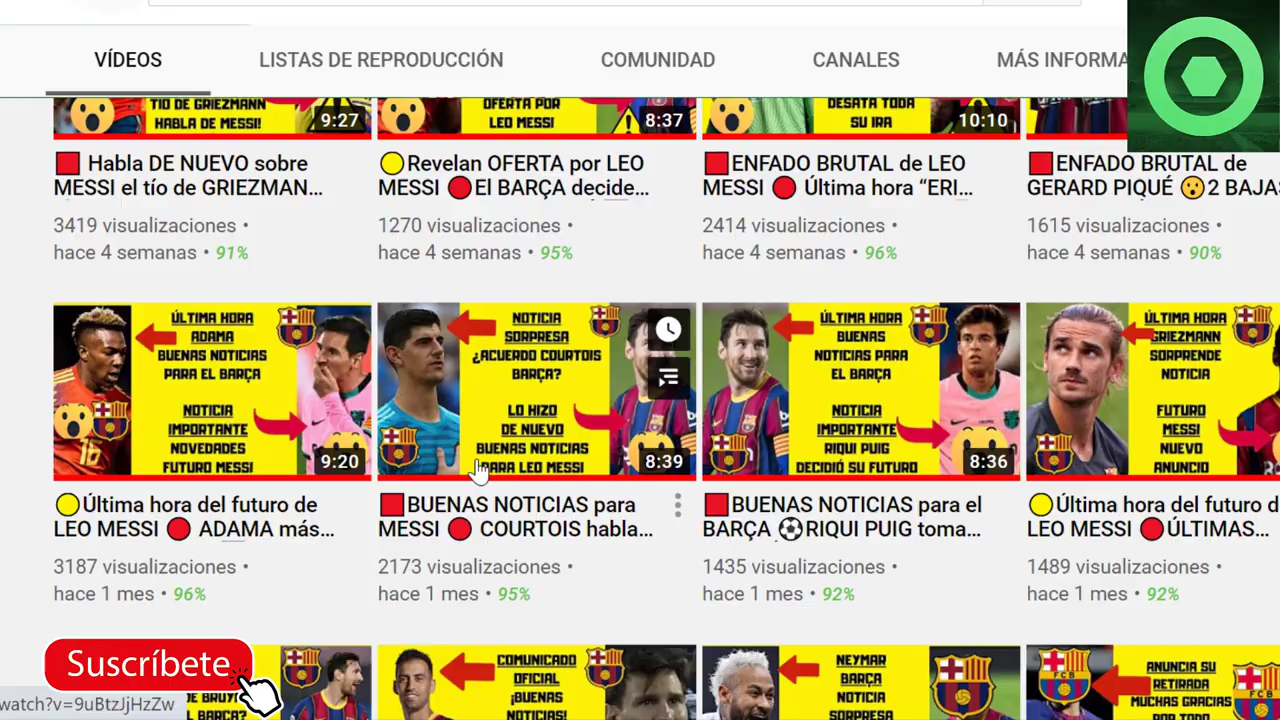 VÍDEOS
LISTAS DE REPRODUCCIÓN
COMUNIDAD
CANALES
MÁS INFORMA
TÍO DE GRIEZMANN
HABLA DE MESSI!
9:27
OFERTA POR
LEO MESSI
8:37
DESATA TODA
SU IRA
10:10
Habla DE NUEVO sobre
MESSI el tío de GRIEZMAN...
3419 visualizaciones •
hace 4 semanas • 91%
Revelan OFERTA por LEO
MESSI 🔴El BARÇA decide...
1270 visualizaciones •
hace 4 semanas • 95%
ENFADO BRUTAL de LEO
MESSI 🔴 Última hora “ERI...
2414 visualizaciones •
hace 4 semanas • 96%
ENFADO BRUTAL de
GERARD PIQUÉ 😮2 BAJAS
1615 visualizaciones •
hace 4 semanas • 90%
ÚLTIMA HORA
ADAMA
BUENAS NOTICIAS
PARA EL BARÇA
NOTICIA
IMPORTANTE
NOVEDADES
FUTURO MESSI
16
9:20
NOTICIA
SORPRESA
¿ACUERDO COURTOIS
BARÇA?
LO HIZO
DE NUEVO
BUENAS NOTICIAS
PARA LEO MESSI
8:39
ÚLTIMA HORA
BUENAS
NOTICIAS PARA
EL BARÇA
NOTICIA
IMPORTANTE
RIQUI PUIG
DECIDIÓ SU FUTURO
8:36
ÚLTIMA HORA
GRIEZMANN
SORPRENDE
NOTICIA
FUTURO
MESSI
NUEVO
ANUNCIO
Última hora del futuro de
LEO MESSI 🔴 ADAMA más...
3187 visualizaciones •
hace 1 mes • 96%
BUENAS NOTICIAS para
MESSI 🔴 COURTOIS habla...
2173 visualizaciones •
hace 1 mes • 95%
BUENAS NOTICIAS para el
BARÇA ⚽RIQUI PUIG toma...
1435 visualizaciones •
hace 1 mes • 92%
Última hora del futuro d
LEO MESSI 🔴ÚLTIMAS...
1489 visualizaciones •
hace 1 mes • 92%
Suscríbete
watch?v=9uBtzJjHzZw
COMUNICADO
OFICIAL
¡BUENAS
NOTICIAS!
NEYMAR
BARÇA
NOTICIA
SORPRESA
FCB
ANUNCIA SU
RETIRADA
MUCHAS GRACIAS
POR TODO